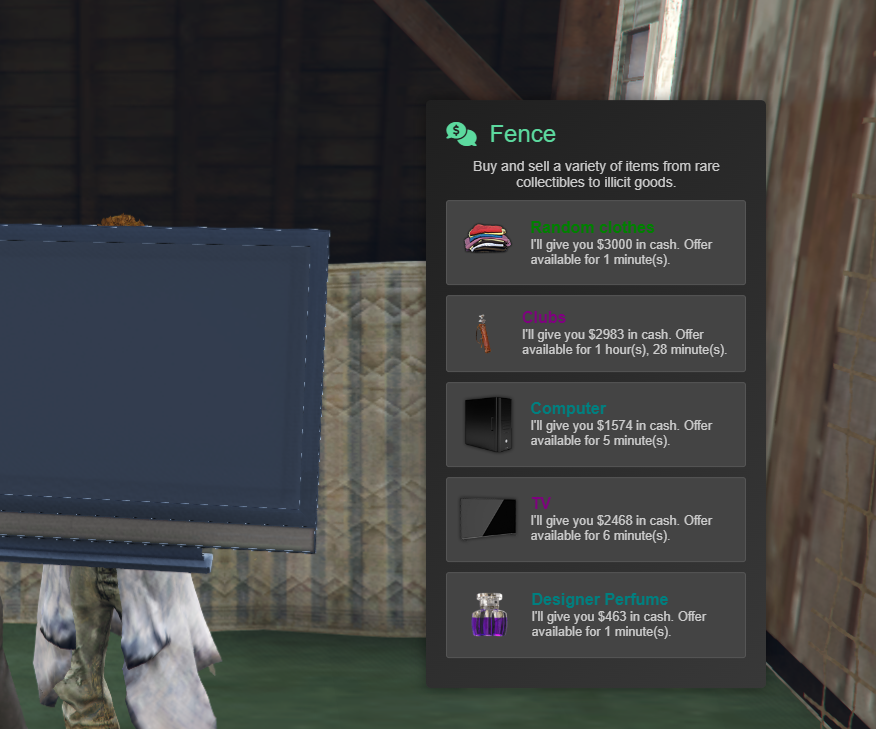 Fence
Buy and sell a variety of items from rare
collectibles to illicit goods.
Random clothes
I'll give you $3000 in cash. Offer
available for 1 minute(s).
Clubs
I'll give you $2983 in cash. Offer
available for 1 hour(s), 28 minute(s).
Computer
I'll give you $1574 in cash. Offer
available for 5 minute(s).
TV
I'll give you $2468 in cash. Offer
available for 6 minute(s).
Designer Perfume
I'll give you $463 in cash. Offer
available for 1 minute(s).